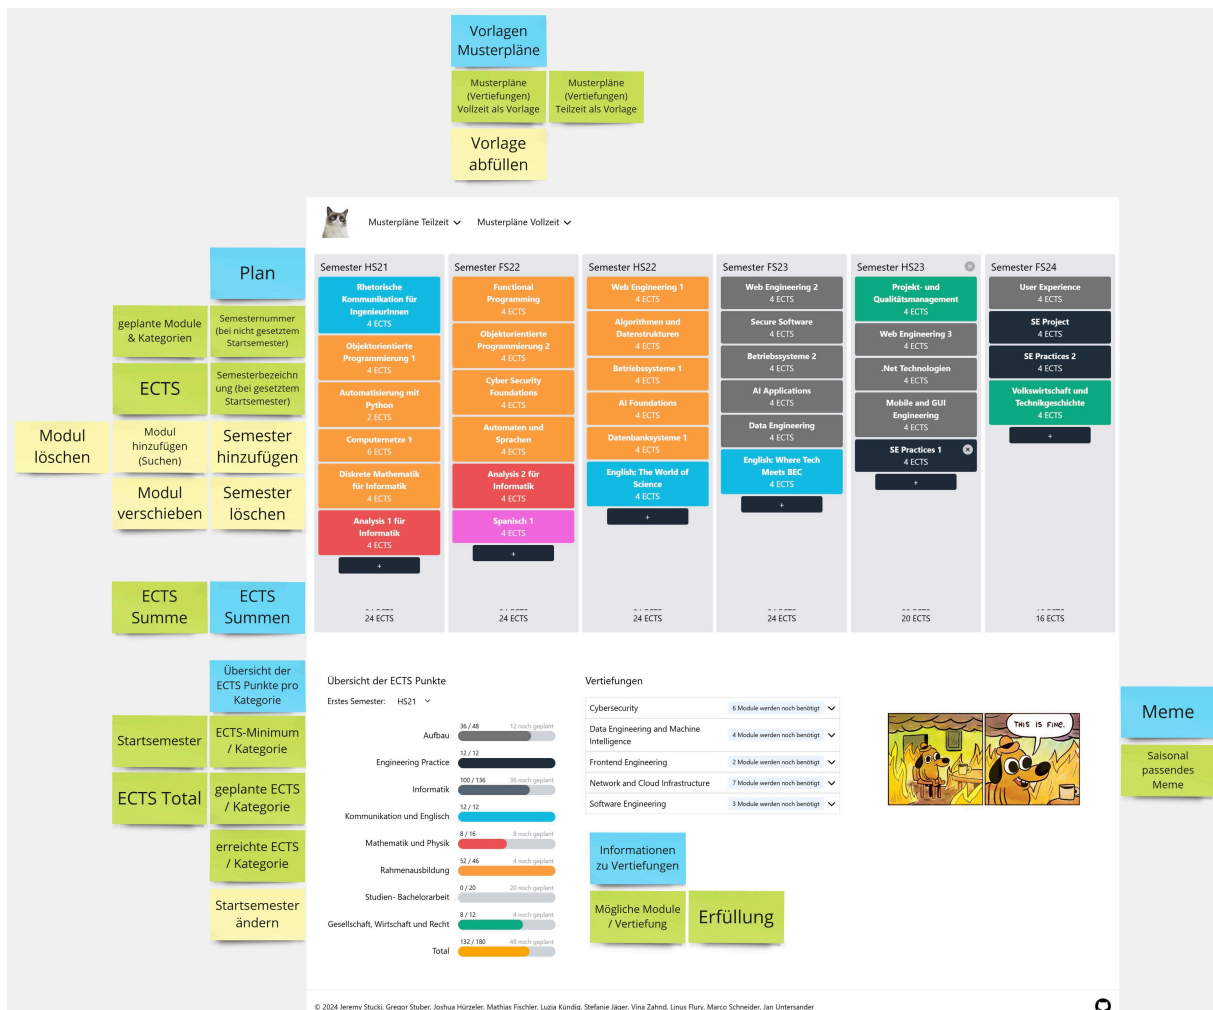 Vorlagen
Musterpläne
Musterpläne
(Vertiefungen)
Vollzeit als Vorlage
Musterpläne
(Vertiefungen)
Teilzeit als Vorlage
Vorlage
abfüllen
Musterpläne Teilzeit
Musterpläne Vollzeit
Plan
geplante Module
& Kategorien
Semesternummer
(bei nicht gesetztem
Startsemester)
ECTS
Semesterbezeichn
ung (bei gesetztem
Startsemester)
Modul
löschen
Modul
hinzufügen
(Suchen)
Semester
hinzufügen
Modul
verschieben
Semester
löschen
Semester HS21
Rhetorische
Kommunikation für
IngenieurInnen
4 ECTS
Objektorientierte
Programmierung 1
4 ECTS
Automatisierung mit
Python
2 ECTS
Computernetze 1
6 ECTS
Diskrete Mathematik
für Informatik
4 ECTS
Analysis 1 für
Informatik
4 ECTS
+
24 ECTS
Semester FS22
Functional
Programming
4 ECTS
Objektorientierte
Programmierung 2
4 ECTS
Cyber Security
Foundations
4 ECTS
Automaten und
Sprachen
4 ECTS
Analysis 2 für
Informatik
4 ECTS
Spanisch 1
4 ECTS
+
24 ECTS
Semester HS22
Web Engineering 1
4 ECTS
Algorithmen und
Datenstrukturen
4 ECTS
Betriebssysteme 1
4 ECTS
AI Foundations
4 ECTS
Datenbanksysteme 1
4 ECTS
English: The World of
Science
4 ECTS
+
24 ECTS
Semester FS23
Web Engineering 2
4 ECTS
Secure Software
4 ECTS
Betriebssysteme 2
4 ECTS
AI Applications
4 ECTS
Data Engineering
4 ECTS
English: Where Tech
Meets BEC
4 ECTS
+
24 ECTS
Semester HS23
Projekt- und
Qualitätsmanagement
4 ECTS
Web Engineering 3
4 ECTS
.Net Technologien
4 ECTS
Mobile and GUI
Engineering
4 ECTS
SE Practices 1
4 ECTS
+
20 ECTS
Semester FS24
User Experience
4 ECTS
SE Project
4 ECTS
SE Practices 2
4 ECTS
Volkswirtschaft und
Technikgeschichte
4 ECTS
+
16 ECTS
ECTS
Summe
ECTS
Summen
Übersicht der
ECTS Punkte pro
Kategorie
Startsemester
ECTS-Minimum
/ Kategorie
ECTS Total
geplante ECTS
/ Kategorie
erreichte ECTS
/ Kategorie
Startsemester
ändern
Übersicht der ECTS Punkte
Erstes Semester: HS21
36 / 48 12 noch geplant
Aufbau
12 / 12
Engineering Practice
100 / 136 36 noch geplant
Informatik
12 / 12
Kommunikation und Englisch
8 / 16 8 noch geplant
Mathematik und Physik
52 / 46 4 noch geplant
Rahmenausbildung
0 / 20 20 noch geplant
Studien- Bachelorarbeit
8 / 12 4 noch geplant
Gesellschaft, Wirtschaft und Recht
132 / 180 48 noch geplant
Total
Vertiefungen
Cybersecurity 6 Module werden noch benötigt
Data Engineering and Machine
Intelligence 4 Module werden noch benötigt
Frontend Engineering 2 Module werden noch benötigt
Network and Cloud Infrastructure 7 Module werden noch benötigt
Software Engineering 3 Module werden noch benötigt
Informationen
zu Vertiefungen
Mögliche Module
/ Vertiefung
Erfüllung
THIS IS FINE.
Meme
Saisonal
passendes
Meme
© 2024 Jeremy Stucki, Gregor Stuber, Joshua Hürzeler, Mathias Fischler, Luzia Kündig, Stefanie Jäger, Vina Zahnd, Linus Flury, Marco Schneider, Jan Untersander